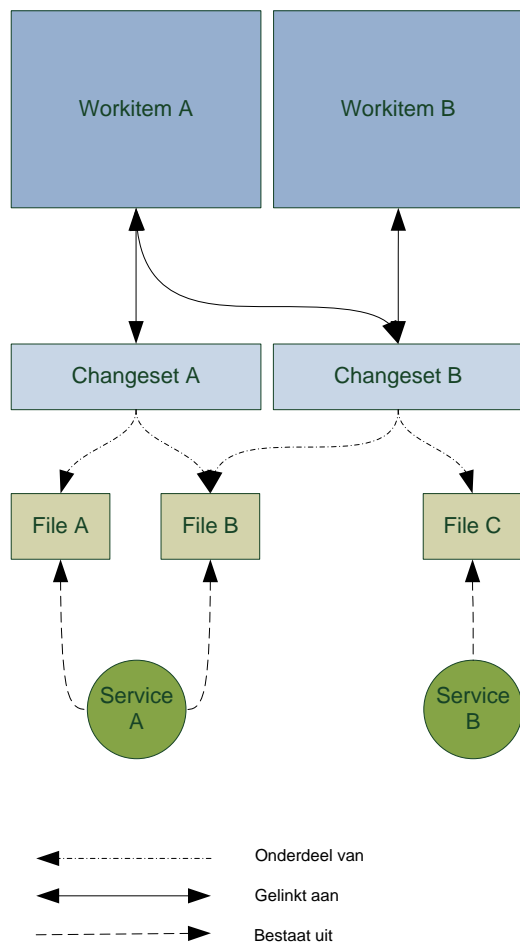 Workitem A
Workitem B
Changeset A
Changeset B
File A
File B
File C
Service
A
Service
B
Onderdeel van
Gelinkt aan
Bestaat uit